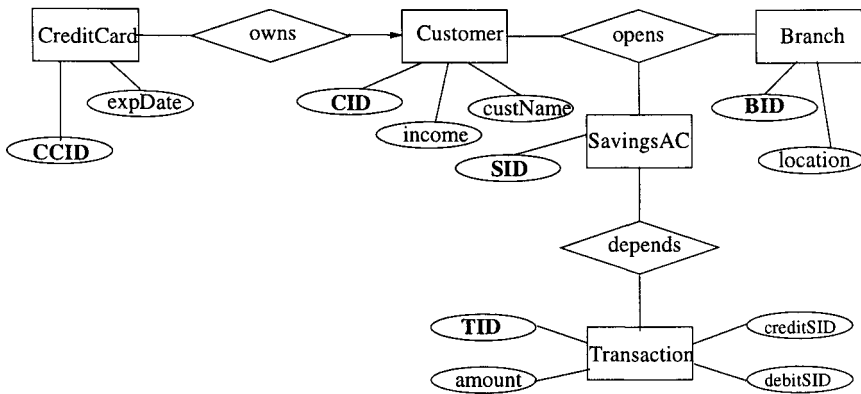 CreditCard
owns
Customer
opens
Branch
expDate
CID
custName
BID
income
CCID
SavingsAC
location
SID
depends
TID
creditSID
Transaction
amount
debitSID